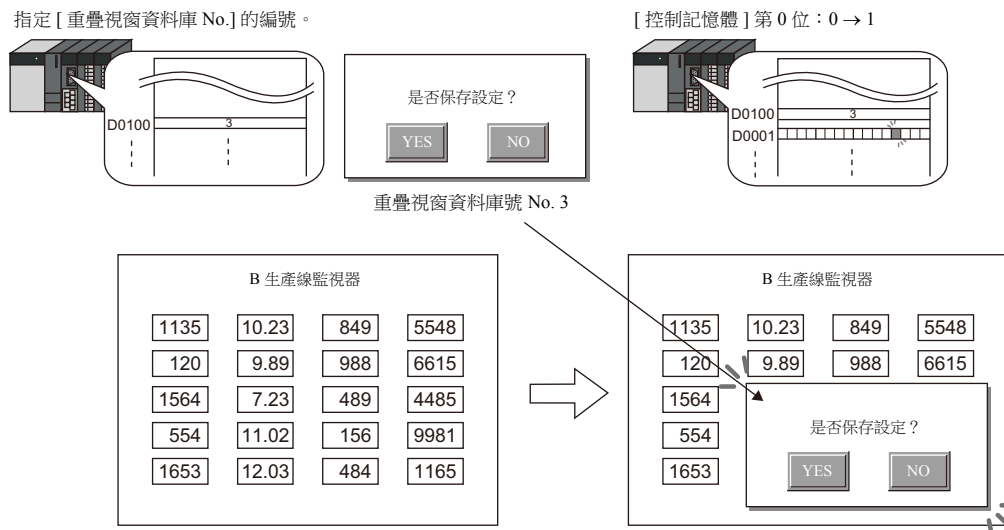 指定 [ 重疊視窗資料庫 No.] 的編號。
[ 控制記憶體 ] 第 0 位：0 → 1
D0100
3
是否保存設定？
YES
NO
重疊視窗資料庫號 No. 3
D0100
3
D0001
B 生產線監視器
1135 10.23 849 5548
120 9.89 988 6615
1564 7.23 489 4485
554 11.02 156 9981
1653 12.03 484 1165
B 生產線監視器
1135 10.23 849 5548
120 9.89 988 6615
1564
554
1653
是否保存設定？
YES
NO